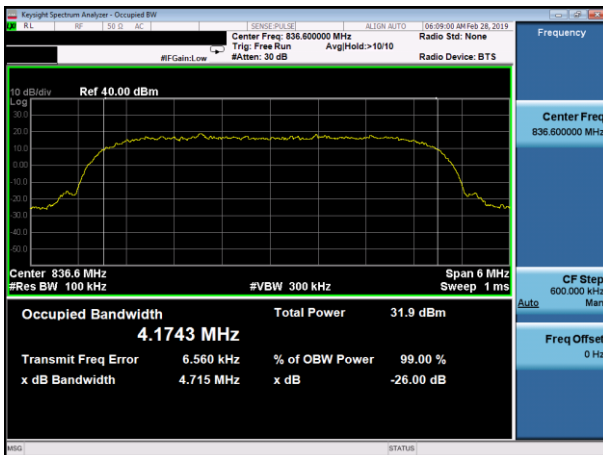 Keysight Spectrum Analyzer - Occupied BW
RL RF 50 Ω AC SENSE:PULSE ALIGN AUTO 06:09:00 AM Feb 28, 2019
Center Freq: 836.600000 MHz Radio Std: None
Trig: Free Run Avg|Hold:>10/10
#IFGain:Low #Atten: 30 dB Radio Device: BTS
10 dB/div Ref 40.00 dBm
Log
30.0
20.0
10.0
0.00
-10.0
-20.0
-30.0
-40.0
-50.0
Center 836.6 MHz Span 6 MHz
#Res BW 100 kHz #VBW 300 kHz Sweep 1 ms
Occupied Bandwidth Total Power 31.9 dBm
4.1743 MHz
Transmit Freq Error 6.560 kHz % of OBW Power 99.00 %
x dB Bandwidth 4.715 MHz x dB -26.00 dB
MSG STATUS
Frequency
Center Freq
836.600000 MHz
CF Step
600.000 kHz
Auto Man
Freq Offset
0 Hz